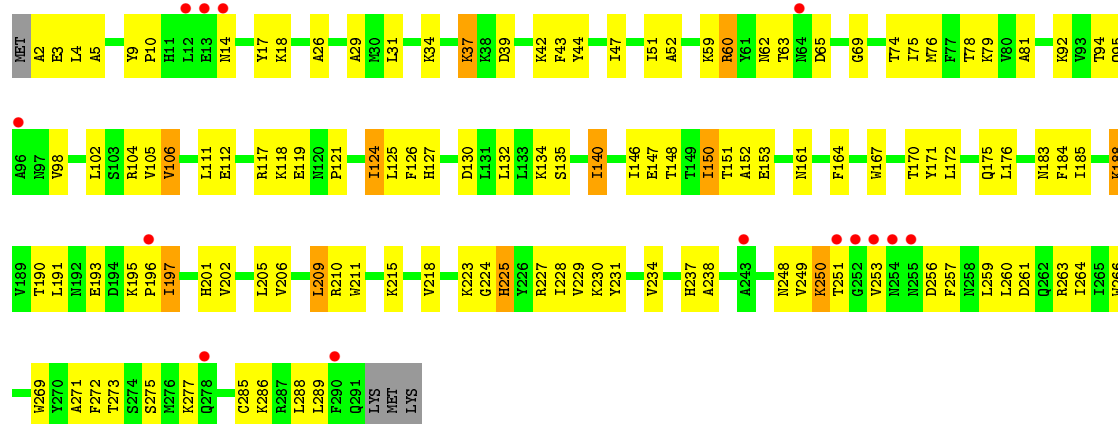 MET A2 E3 L4 A5 Y9 P10 H11 L12 E13 N14 Y17 K18 A26 A29 M30 L31 K34 K37 K38 D39 K42 F43 Y44 I47 I51 A52 K59 R60 Y61 N62 T63 N64 D65 G69 T74 I75 M76 F77 T78 K79 V80 A81 K92 V93 T94 Q95
A96 N97 V98 L102 S103 R104 V105 V106 L111 E112 R117 K118 E119 N120 P121 I124 L125 F126 H127 D130 L131 L132 L133 K134 S135 I140 I146 E147 T148 T149 I150 T151 A152 E153 N161 F164 W167 T170 Y171 L172 Q175 L176 N183 F184 I185 K188
V189 T190 L191 N192 E193 D194 K195 P196 I197 H201 V202 L205 V206 L209 R210 W211 K215 V218 K223 G224 H225 Y226 R227 I228 V229 K230 Y231 V234 H237 A238 A243 N248 V249 K250 T251 G252 V253 N254 N255 D256 F257 N258 L259 L260 D261 Q262 R263 I264 I265 W266
W269 Y270 A271 F272 T273 S274 S275 M276 K277 Q278 C285 K286 R287 L288 L289 F290 Q291 LYS MET LYS